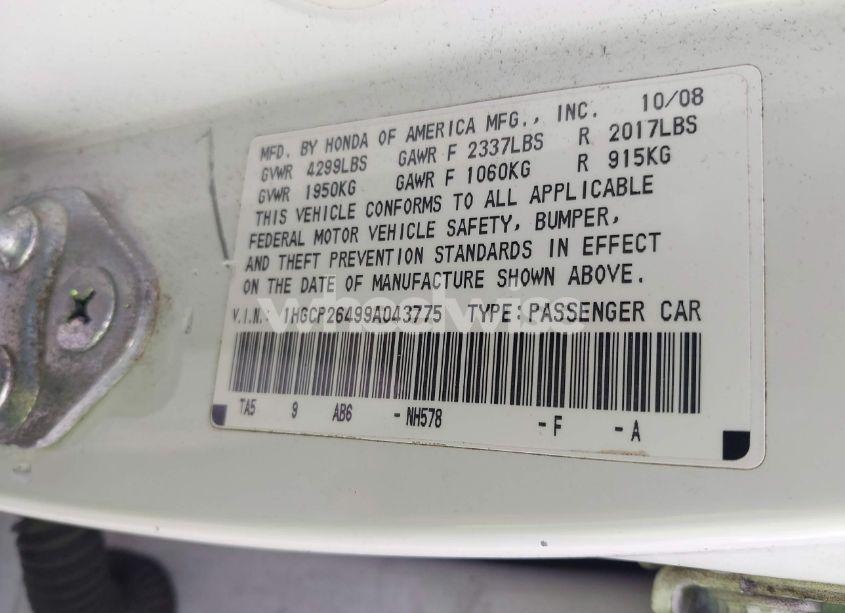 MFD. BY HONDA OF AMERICA MFG., INC. 10/08
GVWR 4299LBS GAWR F 2337LBS R 2017LBS
GVWR 1950KG GAWR F 1060KG R 915KG
THIS VEHICLE CONFORMS TO ALL APPLICABLE
FEDERAL MOTOR VEHICLE SAFETY, BUMPER,
AND THEFT PREVENTION STANDARDS IN EFFECT
ON THE DATE OF MANUFACTURE SHOWN ABOVE.
V.I.N.: 1HGCP26499A043775 TYPE: PASSENGER CAR
wheelwise
TA5 9 AB6 -NH578 -F -A